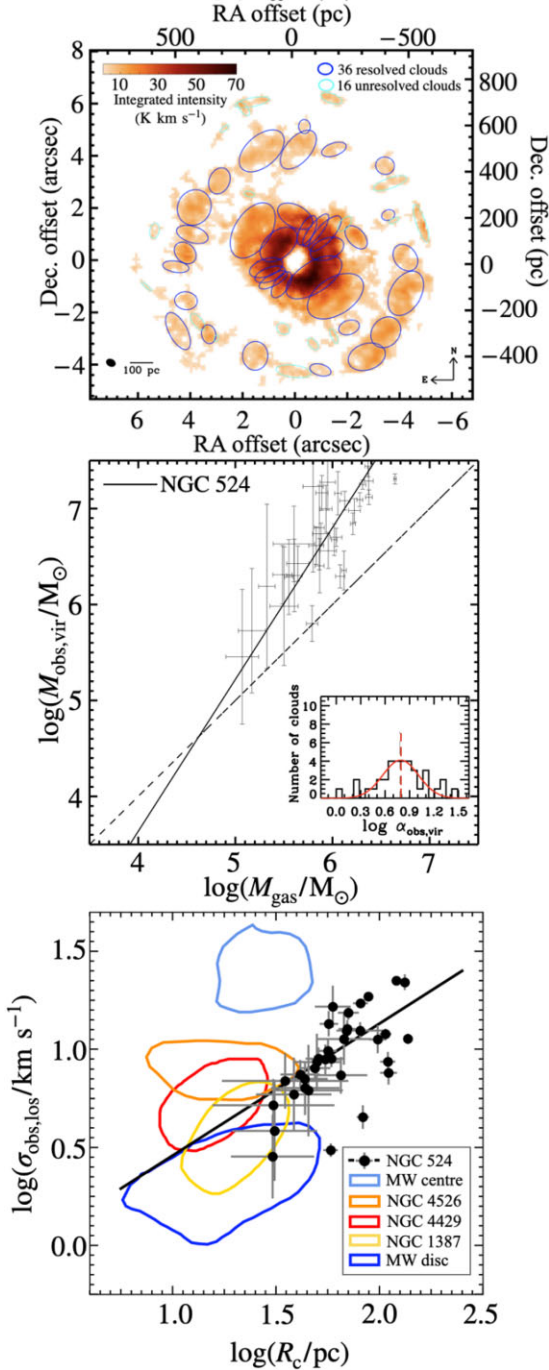 RA offset (pc)
500 0 −500
8
6
4
2
0
−2
−4
Dec. offset (arcsec)
10 30 50 70
Integrated intensity
(K km s⁻¹)
36 resolved clouds
16 unresolved clouds
800
600
400
200
0
−200
−400
Dec. offset (pc)
100 pc
N
E
6 4 2 0 −2 −4 −6
RA offset (arcsec)
NGC 524
7
6
5
4
log(M_obs,vir/M⊙)
Number of clouds
10
8
6
4
2
0
0.0 0.3 0.6 0.9 1.2 1.5
log α_obs,vir
4 5 6 7
log(M_gas/M⊙)
1.5
1.0
0.5
0.0
log(σ_obs,los/km s⁻¹)
NGC 524
MW centre
NGC 4526
NGC 4429
NGC 1387
MW disc
1.0 1.5 2.0 2.5
log(R_c/pc)